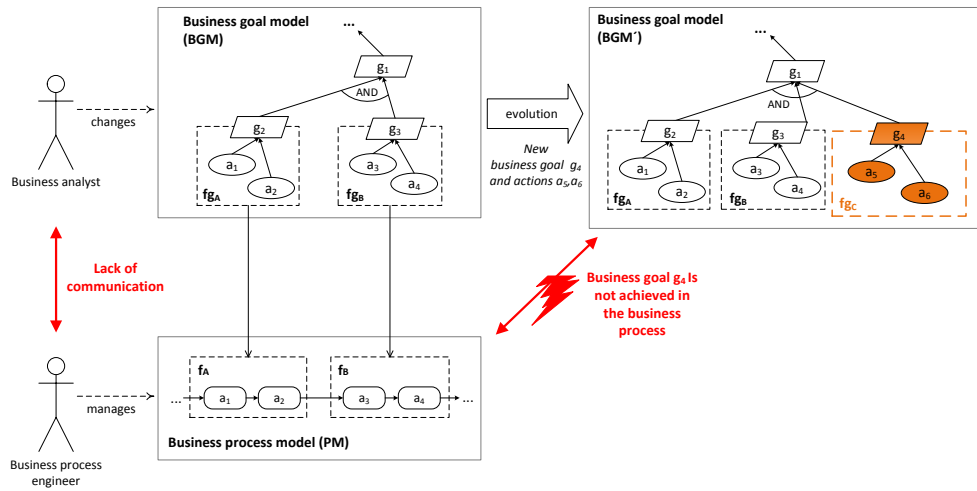 Business goal model
(BGM)
...
g1
AND
g2
g3
a1
a2
a3
a4
fgA
fgB
changes
Business analyst
evolution
New
business goal g4
and actions a5,a6
Business goal model
(BGM´)
...
g1
AND
g2
g3
g4
a1
a2
a3
a4
a5
a6
fgA
fgB
fgC
Lack of
communication
Business goal g4 Is
not achieved in
the business
process
fA
fB
...
a1
a2
a3
a4
...
Business process model (PM)
manages
Business process
engineer